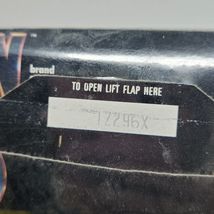 brand
TO OPEN LIFT FLAP HERE
17296X